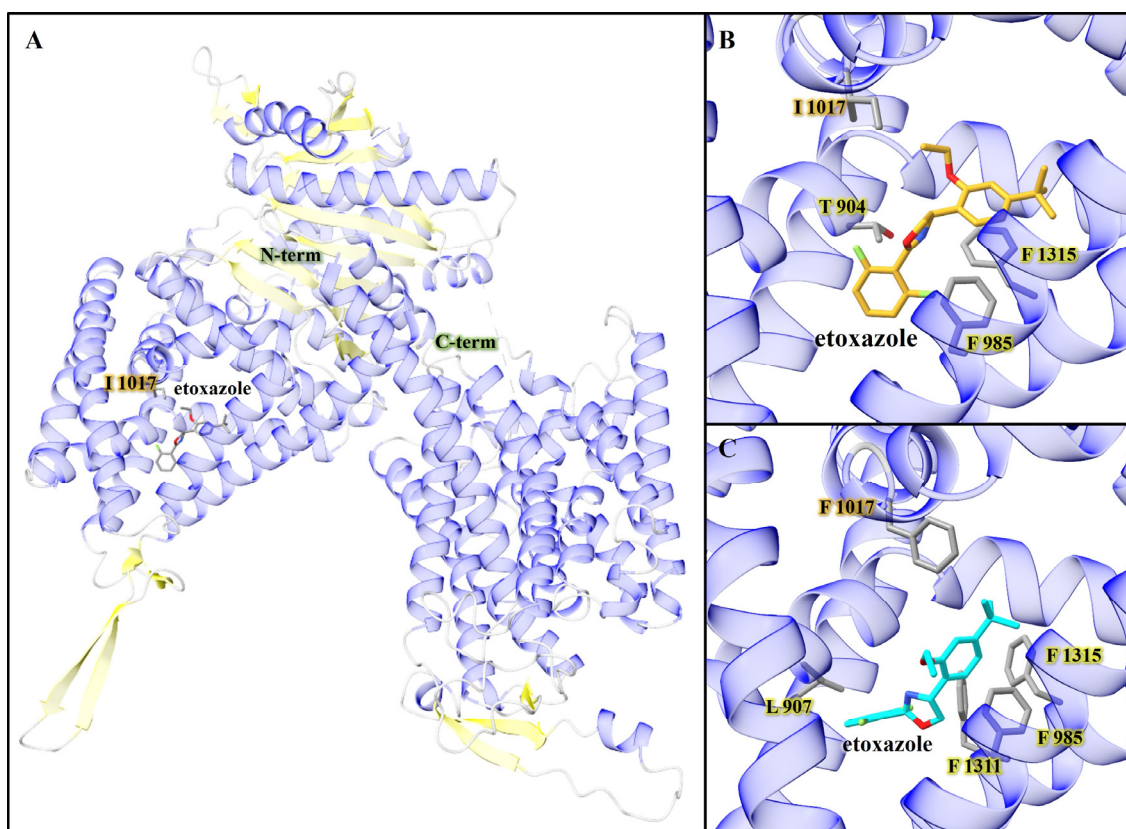 A
N-term
C-term
I 1017
etoxazole
B
I 1017
T 904
F 1315
F 985
etoxazole
C
F 1017
L 907
F 1315
F 985
etoxazole
F 1311